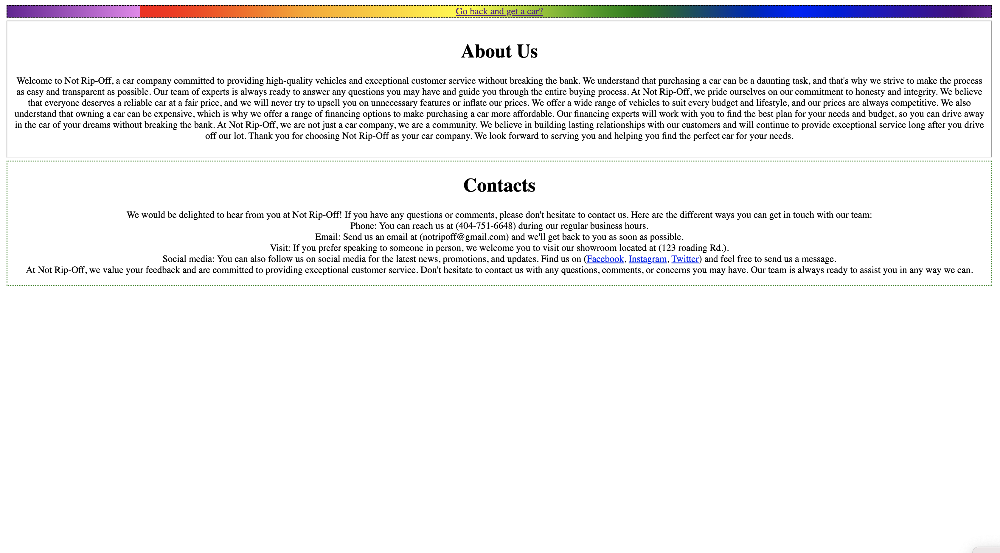 Go back and get a car?
About Us
Welcome to Not Rip-Off, a car company committed to providing high-quality vehicles and exceptional customer service without breaking the bank. We understand that purchasing a car can be a daunting task, and that's why we strive to make the process
as easy and transparent as possible. Our team of experts is always ready to answer any questions you may have and guide you through the entire buying process. At Not Rip-Off, we pride ourselves on our commitment to honesty and integrity. We believe
that everyone deserves a reliable car at a fair price, and we will never try to upsell you on unnecessary features or inflate our prices. We offer a wide range of vehicles to suit every budget and lifestyle, and our prices are always competitive. We also
understand that owning a car can be expensive, which is why we offer a range of financing options to make purchasing a car more affordable. Our financing experts will work with you to find the best plan for your needs and budget, so you can drive away
in the car of your dreams without breaking the bank. At Not Rip-Off, we are not just a car company, we are a community. We believe in building lasting relationships with our customers and will continue to provide exceptional service long after you drive
off our lot. Thank you for choosing Not Rip-Off as your car company. We look forward to serving you and helping you find the perfect car for your needs.
Contacts
We would be delighted to hear from you at Not Rip-Off! If you have any questions or comments, please don't hesitate to contact us. Here are the different ways you can get in touch with our team:
Phone: You can reach us at (404-751-6648) during our regular business hours.
Email: Send us an email at (notripoff@gmail.com) and we'll get back to you as soon as possible.
Visit: If you prefer speaking to someone in person, we welcome you to visit our showroom located at (123 roading Rd.).
Social media: You can also follow us on social media for the latest news, promotions, and updates. Find us on (Facebook, Instagram, Twitter) and feel free to send us a message.
At Not Rip-Off, we value your feedback and are committed to providing exceptional customer service. Don't hesitate to contact us with any questions, comments, or concerns you may have. Our team is always ready to assist you in any way we can.